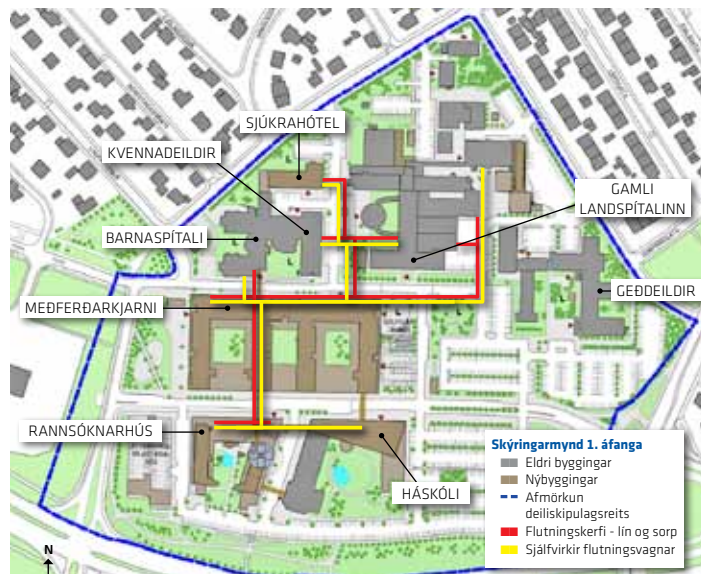 SJÚKRAHÓTEL
KVENNADEILDIR
GAMLI
LANDSPÍTALINN
BARNASPÍTALI
GEÐDEILDIR
MEÐFERÐARKJARNI
RANNSÓKNARHÚS
HÁSKÓLI
Skýringarmynd 1. áfanga
Eldri byggingar
Nýbyggingar
Afmörkun
deiliskipulagsreits
Flutningskerfi - lín og sorp
Sjálfvirkir flutningsvagnar
N